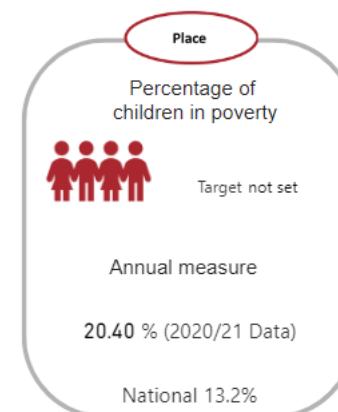 Place
Percentage of
children in poverty
Target not set
Annual measure
20.40 % (2020/21 Data)
National 13.2%